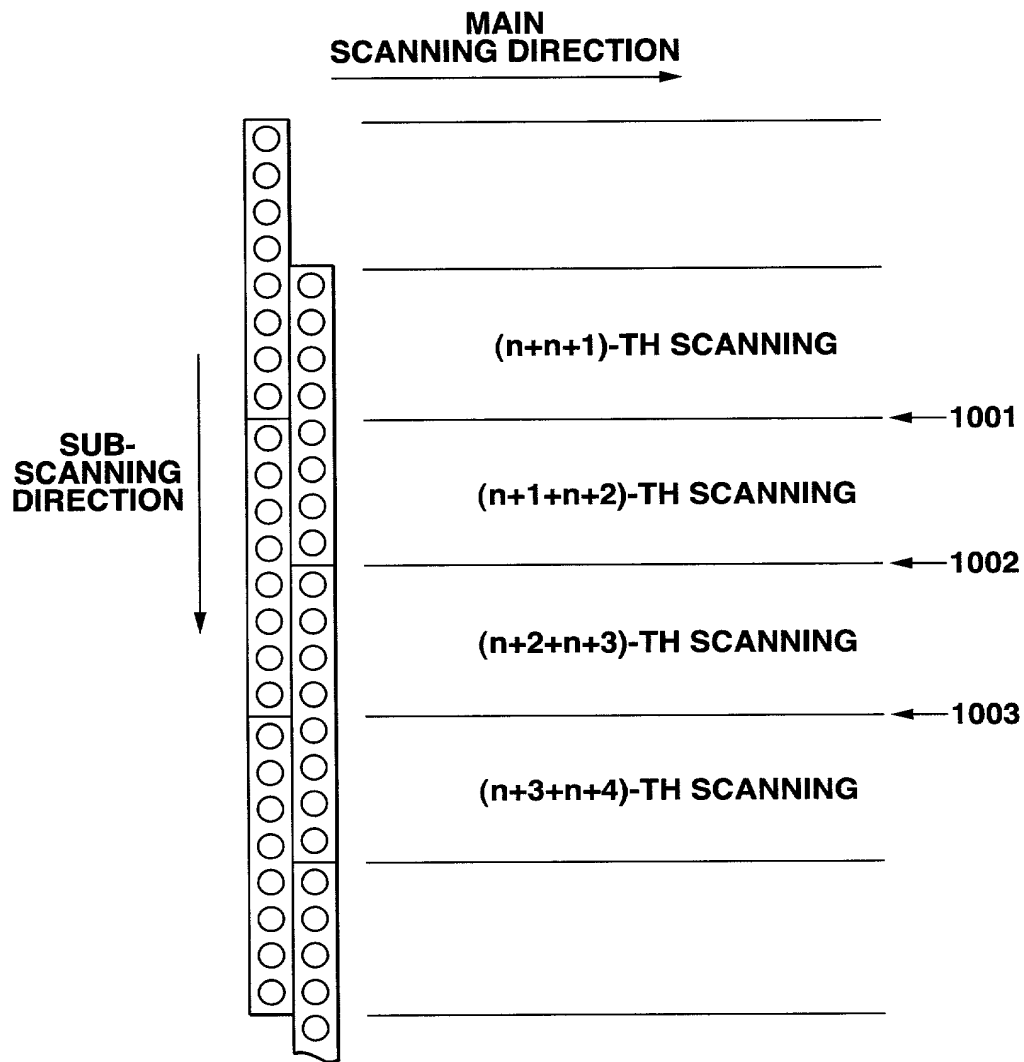 MAIN
SCANNING DIRECTION
(n+n+1)-TH SCANNING
1001
SUB-
SCANNING
DIRECTION
(n+1+n+2)-TH SCANNING
1002
(n+2+n+3)-TH SCANNING
1003
(n+3+n+4)-TH SCANNING